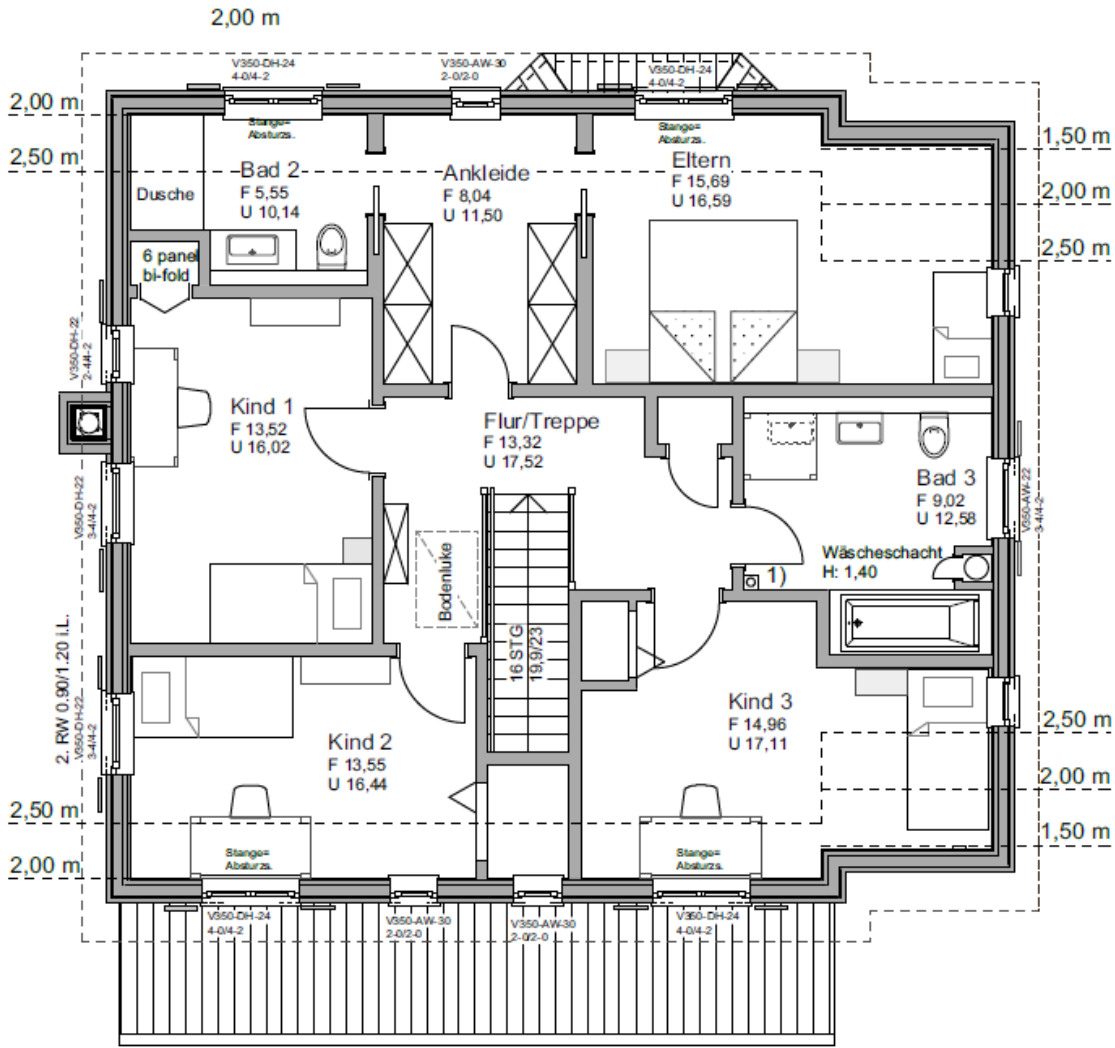 2,00 m
V350-DH-24
4-0/4-2
V350-AW-30
2-0/2-0
V350-DH-24
4-0/4-2
2,00 m
2,50 m
1,50 m
2,00 m
2,50 m
Stange=
Absturzs.
Stange=
Absturzs.
Bad 2
F 5,55
U 10,14
Dusche
Ankleide
F 8,04
U 11,50
Eltern
F 15,69
U 16,59
6 panel
bi-fold
V350-DH-22
2-4/4-2
Kind 1
F 13,52
U 16,02
Flur/Treppe
F 13,32
U 17,52
Bad 3
F 9,02
U 12,58
V350-DH-22
3-4/4-2
V350-AW-22
3-4/4-2
Bodenluke
Wäscheschacht
H: 1,40
1)
16 STG
19,9/23
2. RW 0.90/1.20 i.L.
V350-DH-22
3-4/4-2
Kind 2
F 13,55
U 16,44
Kind 3
F 14,96
U 17,11
2,50 m
2,00 m
1,50 m
2,50 m
2,00 m
Stange=
Absturzs.
Stange=
Absturzs.
V350-DH-24
4-0/4-2
V350-AW-30
2-0/2-0
V350-AW-30
2-0/2-0
V350-DH-24
4-0/4-2